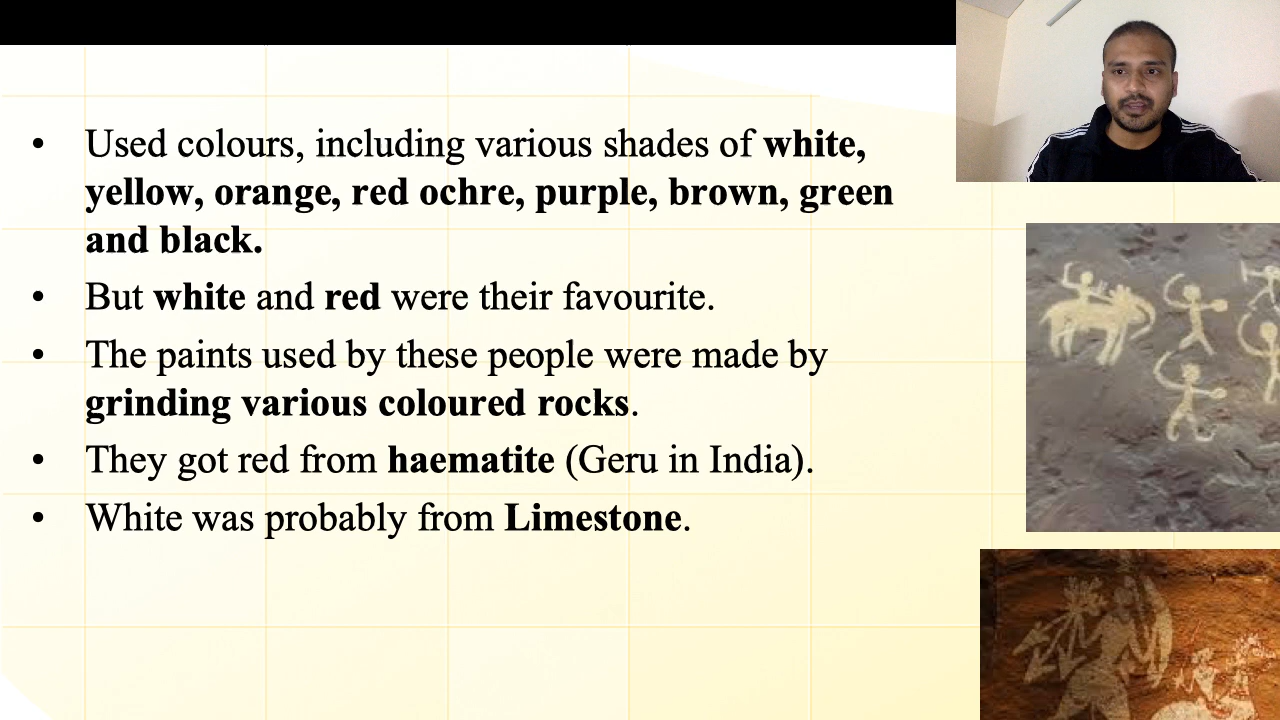 • Used colours, including various shades of white,
yellow, orange, red ochre, purple, brown, green
and black.
• But white and red were their favourite.
• The paints used by these people were made by
grinding various coloured rocks.
• They got red from haematite (Geru in India).
• White was probably from Limestone.